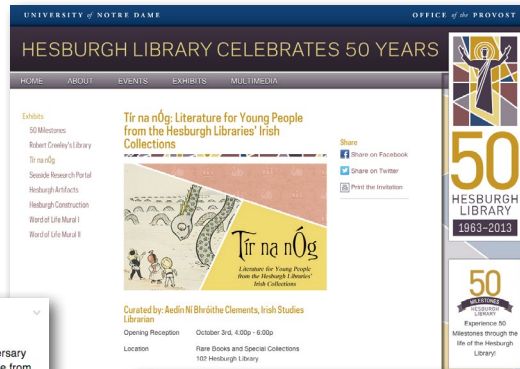 UNIVERSITY of NOTRE DAME
OFFICE of the PROVOST
HESBURGH LIBRARY CELEBRATES 50 YEARS
HOME ABOUT EVENTS EXHIBITS MULTIMEDIA
Exhibits
50 Milestones
Robert Creeley's Library
Tír na nÓg
Seaside Research Portal
Hesburgh Artifacts
Hesburgh Construction
Word of Life Mural I
Word of Life Mural II
Tír na nÓg: Literature for Young People
from the Hesburgh Libraries' Irish
Collections
Tír na nÓg
Literature for Young People
from the Hesburgh Libraries'
Irish Collections
Curated by: Aedín Ní Bhróithe Clements, Irish Studies
Librarian
Opening Reception October 3rd, 4:00p - 6:00p
Location Rare Books and Special Collections
102 Hesburgh Library
Share
Share on Facebook
Share on Twitter
Print the Invitation
50
HESBURGH
LIBRARY
1963–2013
50
MILESTONES
HESBURGH
LIBRARY
Experience 50
Milestones through the
life of the Hesburgh
Library!
ersary
e from